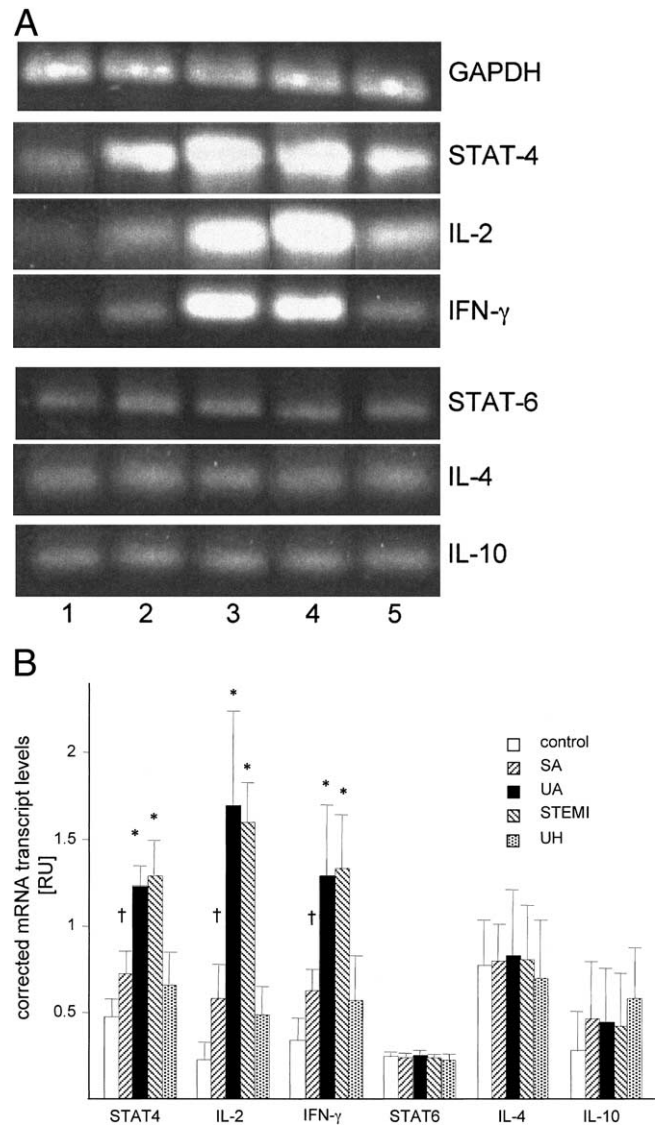 A
GAPDH
STAT-4
IL-2
IFN-γ
STAT-6
IL-4
IL-10
1 2 3 4 5
B
corrected mRNA transcript levels
[RU]
2
1.5
1
0.5
* * * * * *
† † †
control
SA
UA
STEMI
UH
STAT4 IL-2 IFN-γ STAT6 IL-4 IL-10